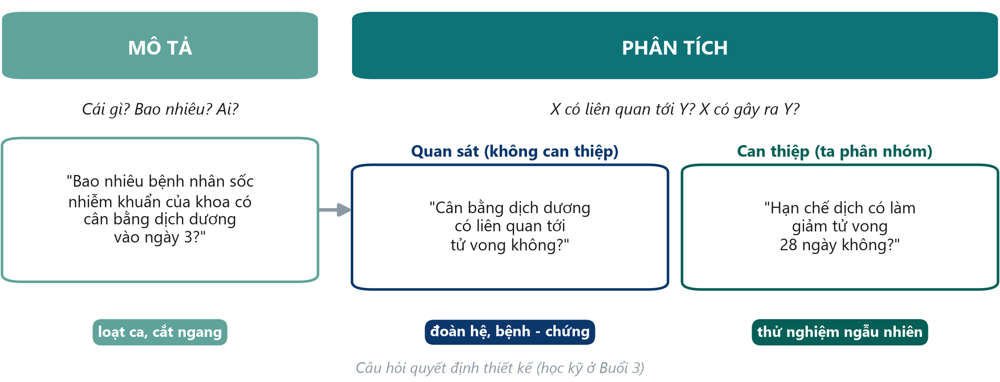 MÔ TẢ
PHÂN TÍCH
Cái gì? Bao nhiêu? Ai?
X có liên quan tới Y? X có gây ra Y?
Quan sát (không can thiệp)
Can thiệp (ta phân nhóm)
"Bao nhiêu bệnh nhân sốc
nhiễm khuẩn của khoa có
cân bằng dịch dương
vào ngày 3?"
"Cân bằng dịch dương
có liên quan tới
tử vong không?"
"Hạn chế dịch có làm
giảm tử vong
28 ngày không?"
loạt ca, cắt ngang
đoàn hệ, bệnh - chứng
thử nghiệm ngẫu nhiên
Câu hỏi quyết định thiết kế (học kỹ ở Buổi 3)